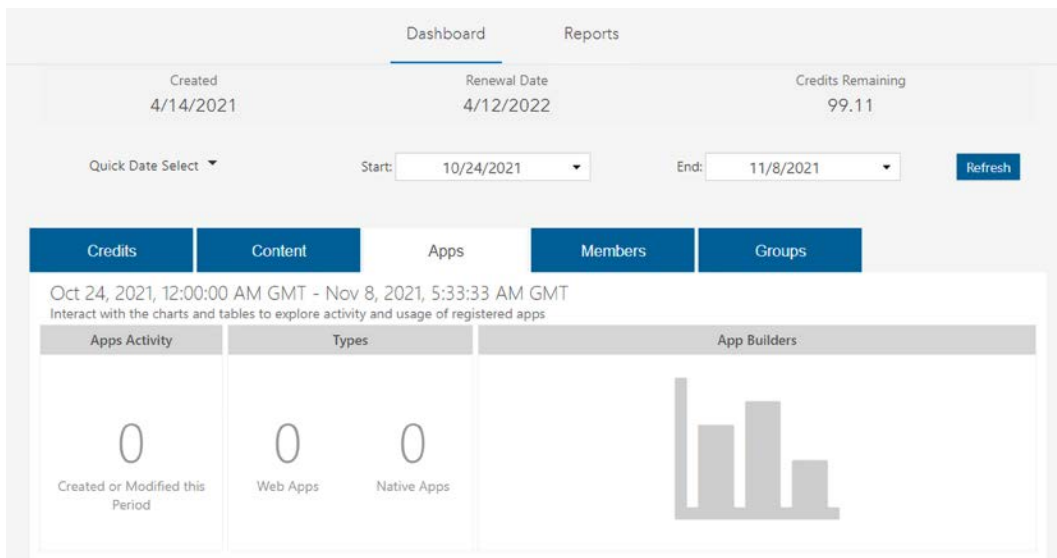 Dashboard Reports
Created Renewal Date Credits Remaining
4/14/2021 4/12/2022 99.11
Quick Date Select Start: 10/24/2021 End: 11/8/2021 Refresh
Credits Content Apps Members Groups
Oct 24, 2021, 12:00:00 AM GMT - Nov 8, 2021, 5:33:33 AM GMT
Interact with the charts and tables to explore activity and usage of registered apps
Apps Activity Types App Builders
0 0 0
Created or Modified this Web Apps Native Apps
Period